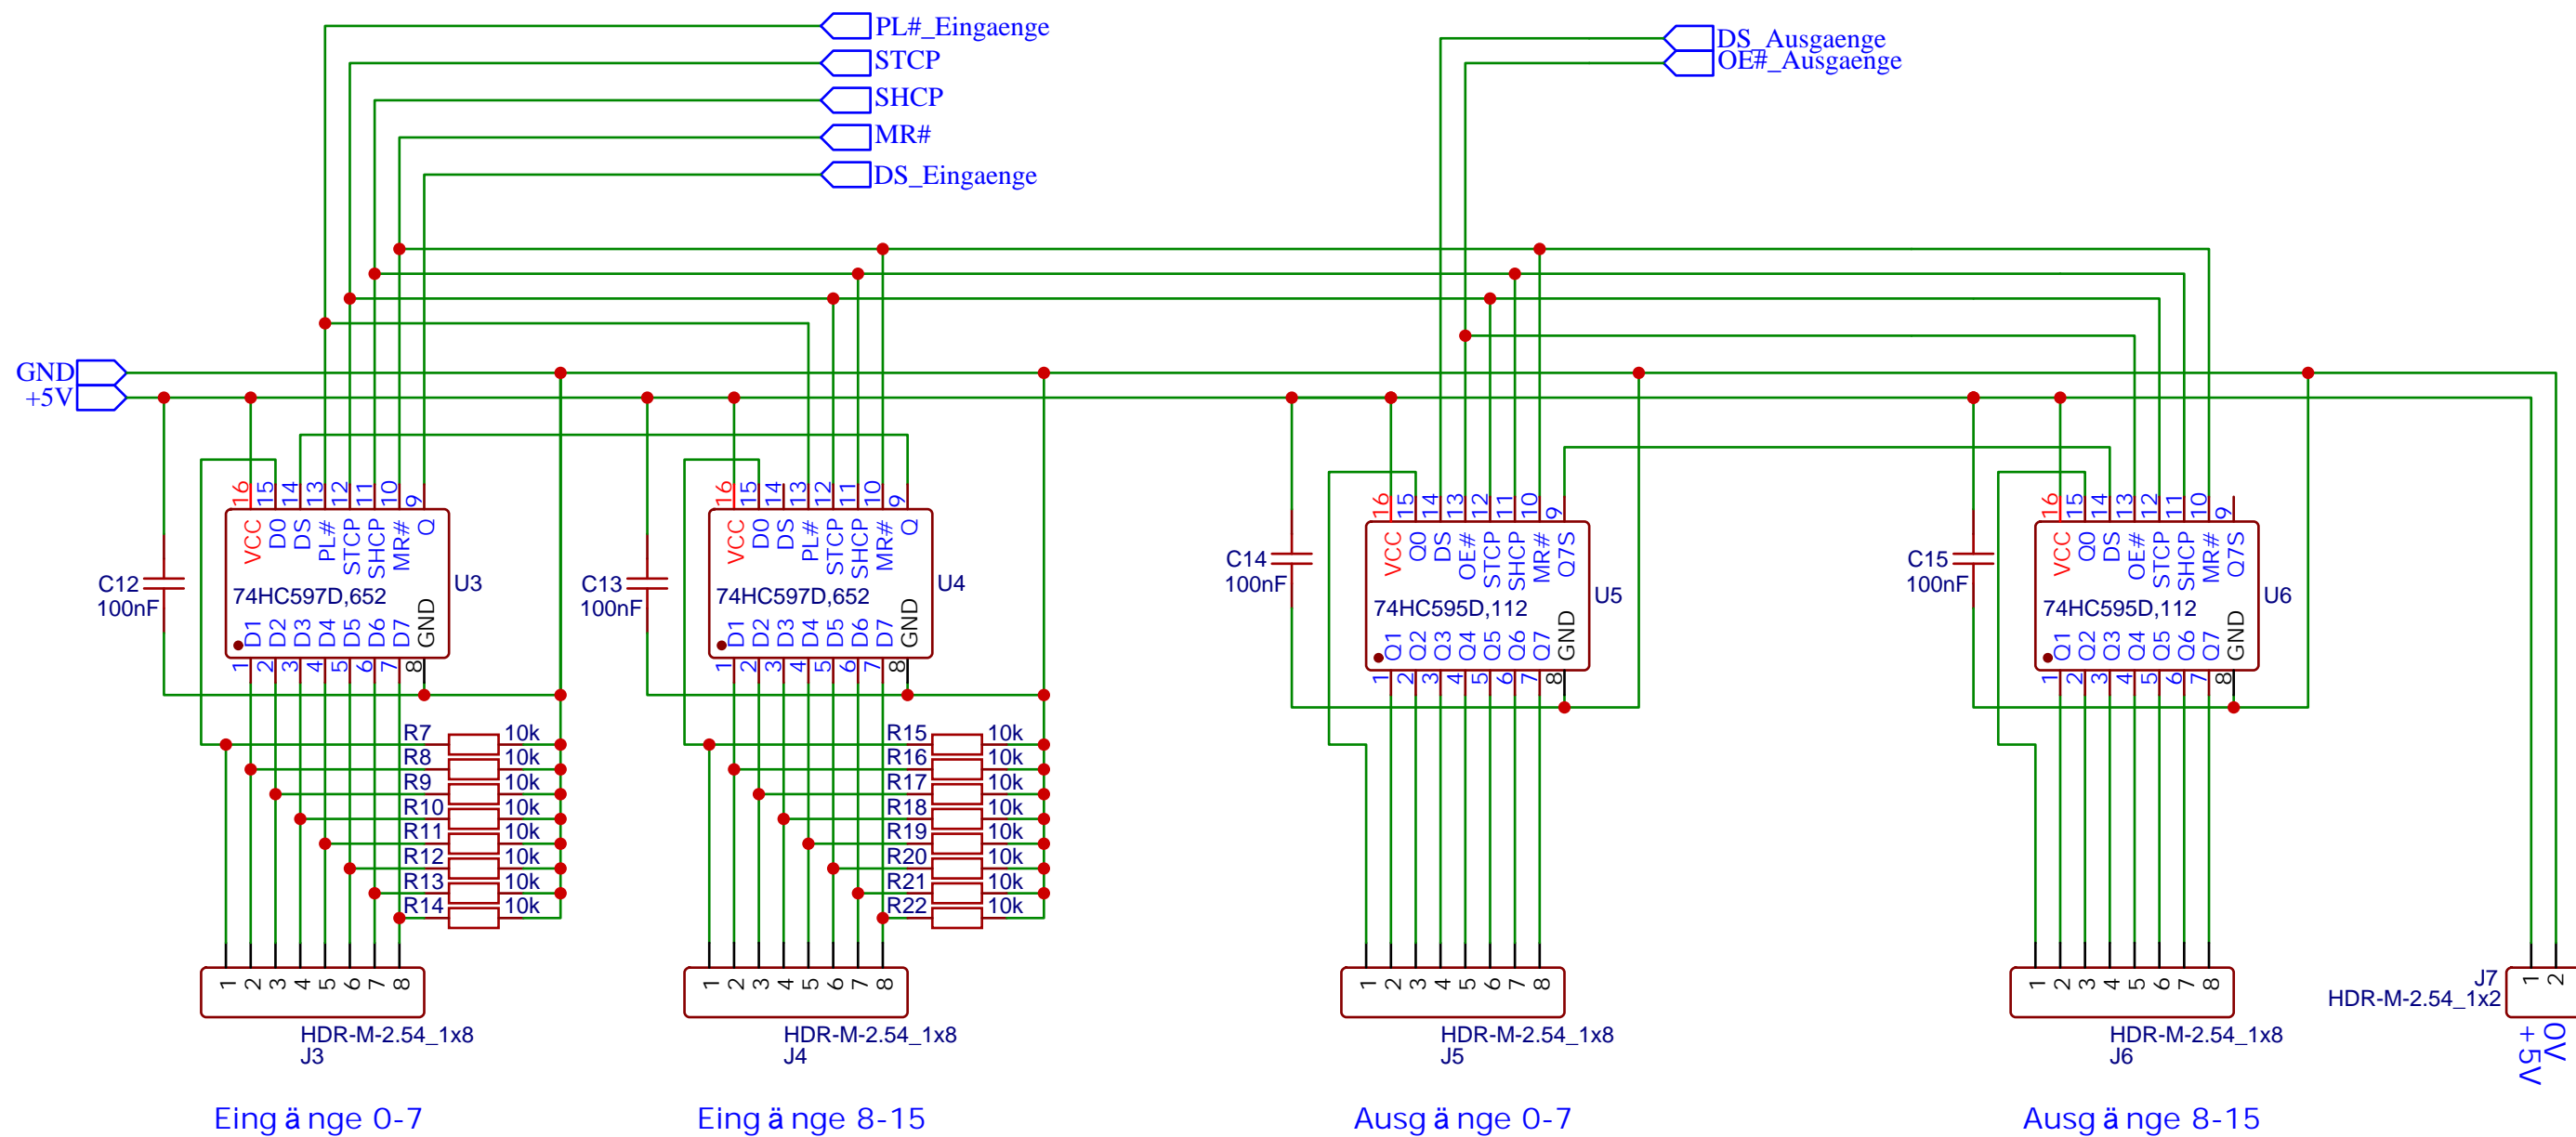 PL#_Eingaenge
STCP
SHCP
MR#
DS_Eingaenge
DS_Ausgaenge
OE#_Ausgaenge
GND
+5V
16 15 14 13 12 11 10 9
VCC D0 DS PL# STCP SHCP MR# Q
C12
100nF
74HC597D,652
U3
D1 D2 D3 D4 D5 D6 D7 GND
1 2 3 4 5 6 7 8
16 15 14 13 12 11 10 9
VCC D0 DS PL# STCP SHCP MR# Q
C13
100nF
74HC597D,652
U4
D1 D2 D3 D4 D5 D6 D7 GND
1 2 3 4 5 6 7 8
16 15 14 13 12 11 10 9
VCC Q0 DS OE# STCP SHCP MR# Q7S
C14
100nF
74HC595D,112
U5
Q1 Q2 Q3 Q4 Q5 Q6 Q7 GND
1 2 3 4 5 6 7 8
16 15 14 13 12 11 10 9
VCC Q0 DS OE# STCP SHCP MR# Q7S
C15
100nF
74HC595D,112
U6
Q1 Q2 Q3 Q4 Q5 Q6 Q7 GND
1 2 3 4 5 6 7 8
R7 10k
R8 10k
R9 10k
R10 10k
R11 10k
R12 10k
R13 10k
R14 10k
R15 10k
R16 10k
R17 10k
R18 10k
R19 10k
R20 10k
R21 10k
R22 10k
1 2 3 4 5 6 7 8
HDR-M-2.54_1x8
J3
1 2 3 4 5 6 7 8
HDR-M-2.54_1x8
J4
1 2 3 4 5 6 7 8
HDR-M-2.54_1x8
J5
1 2 3 4 5 6 7 8
HDR-M-2.54_1x8
J6
J7
HDR-M-2.54_1x2
1 2
+5V
0V
Eingänge 0-7
Eingänge 8-15
Ausgänge 0-7
Ausgänge 8-15